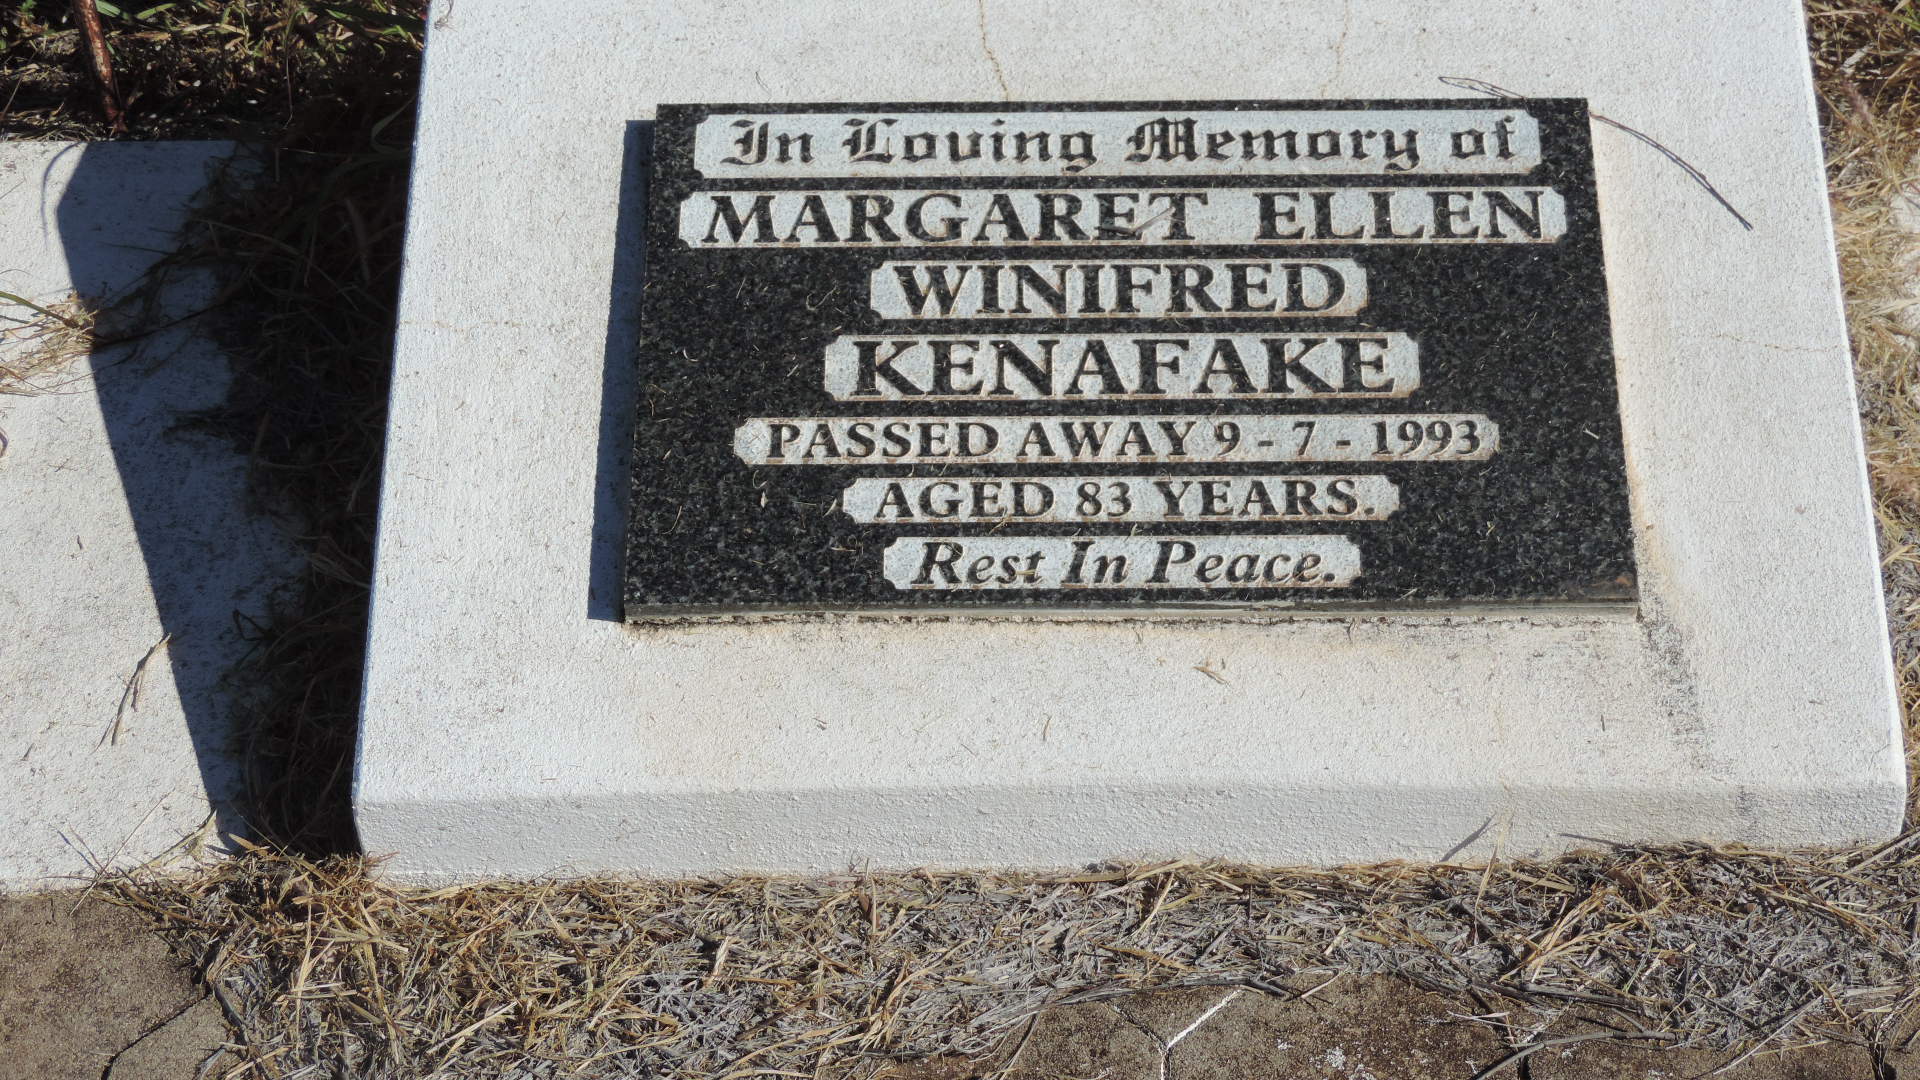 In Loving Memory of
MARGARET ELLEN
WINIFRED
KENAFAKE
PASSED AWAY 9 - 7 - 1993
AGED 83 YEARS.
Rest In Peace.